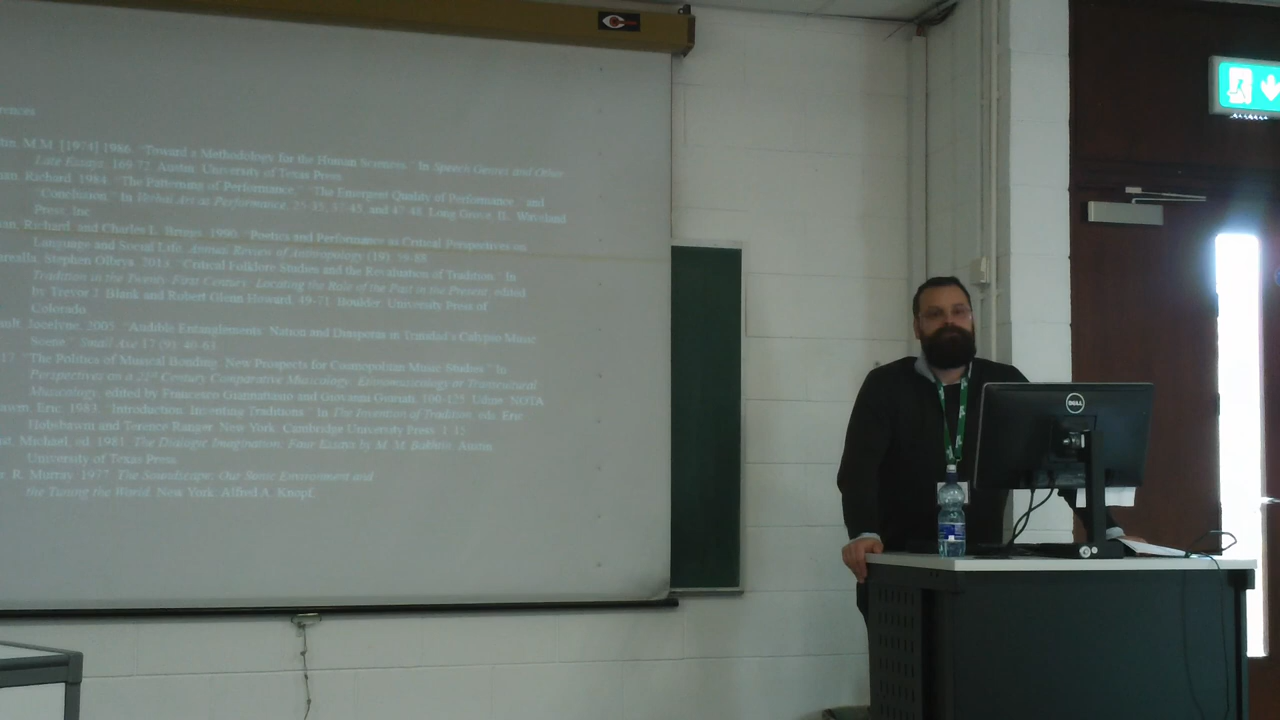 rences
M.M. [1974] 1986. "Toward a Methodology for the Human Sciences." In Speech Genres and Other
Late Essays, 169-72. Austin: University of Texas Press.
Richard. 1984. "The Patterning of Performance," "The Emergent Quality of Performance," and
"Conclusion." In Verbal Art as Performance, 25-35, 37-45, and 47-48. Long Grove, IL: Waveland
Press, Inc.
Richard, and Charles L. Briggs. 1990. "Poetics and Performance as Critical Perspectives on
Language and Social Life. Annual Review of Anthropology (19): 59-88.
Stephen Olbrys. 2013. "Critical Folklore Studies and the Revaluation of Tradition." In
Tradition in the Twenty-First Century: Locating the Role of the Past in the Present, edited
by Trevor J. Blank and Robert Glenn Howard, 49-71. Boulder: University Press of
Colorado.
Jocelyne. 2005. "Audible Entanglements: Nation and Diasporas in Trinidad's Calypso Music
Scene." Small Axe 17 (9): 40-63.
"The Politics of Musical Bonding: New Prospects for Cosmopolitan Music Studies." In
Perspectives on a 21st Century Comparative Musicology: Ethnomusicology or Transcultural
Musicology, edited by Francesco Giannattasio and Giovanni Giuriati, 100-125. Udine: NOTA.
Eric. 1983. "Introduction: Inventing Traditions." In The Invention of Tradition, eds. Eric
Hobsbawn and Terence Ranger. New York: Cambridge University Press. 1-15.
Michael, ed. 1981. The Dialogic Imagination: Four Essays by M. M. Bakhtin. Austin:
University of Texas Press.
R. Murray. 1977. The Soundscape: Our Sonic Environment and
the Tuning the World. New York: Alfred A. Knopf.
DELL